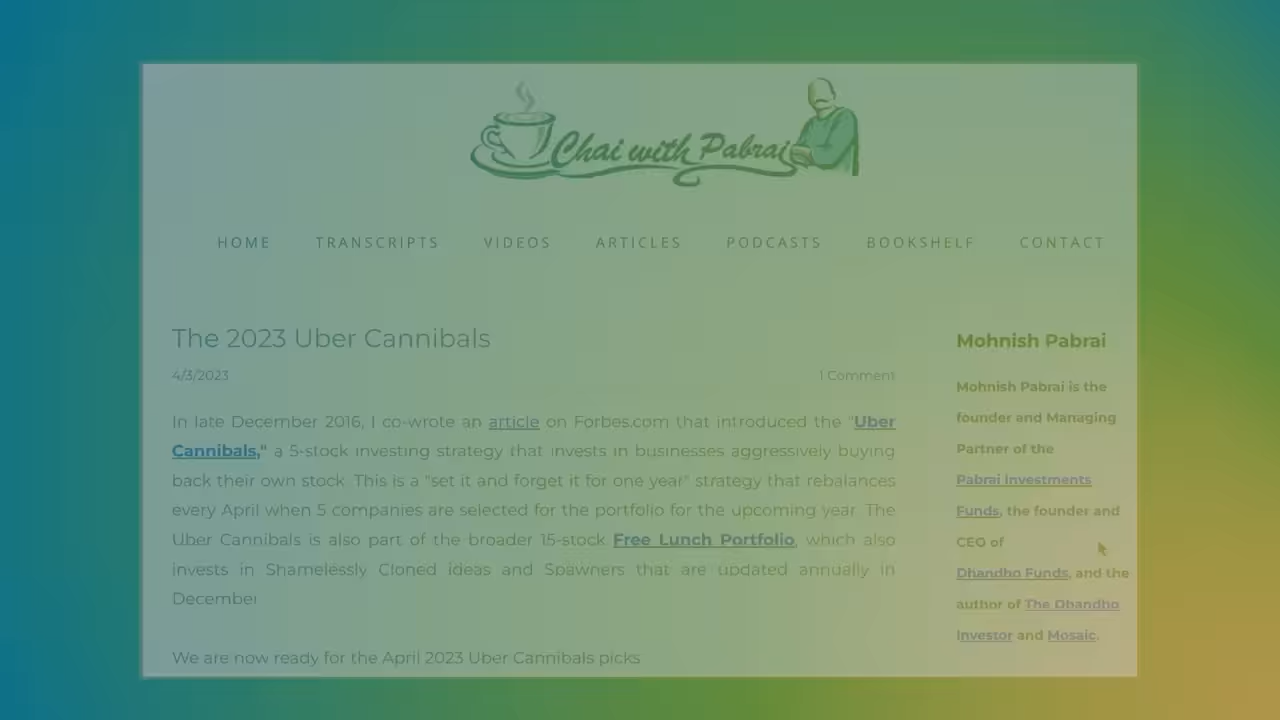 Chai with Pabrai
HOME TRANSCRIPTS VIDEOS ARTICLES PODCASTS BOOKSHELF CONTACT
The 2023 Uber Cannibals
4/3/2023 1 Comment
In late December 2016, I co-wrote an article on Forbes.com that introduced the "Uber
Cannibals," a 5-stock investing strategy that invests in businesses aggressively buying
back their own stock. This is a "set it and forget it for one year" strategy that rebalances
every April when 5 companies are selected for the portfolio for the upcoming year. The
Uber Cannibals is also part of the broader 15-stock Free Lunch Portfolio, which also
invests in Shamelessly Cloned ideas and Spawners that are updated annually in
December.
We are now ready for the April 2023 Uber Cannibals picks
Mohnish Pabrai
Mohnish Pabrai is the
founder and Managing
Partner of the
Pabrai Investments
Funds, the founder and
CEO of
Dhandho Funds, and the
author of The Dhandho
Investor and Mosaic.